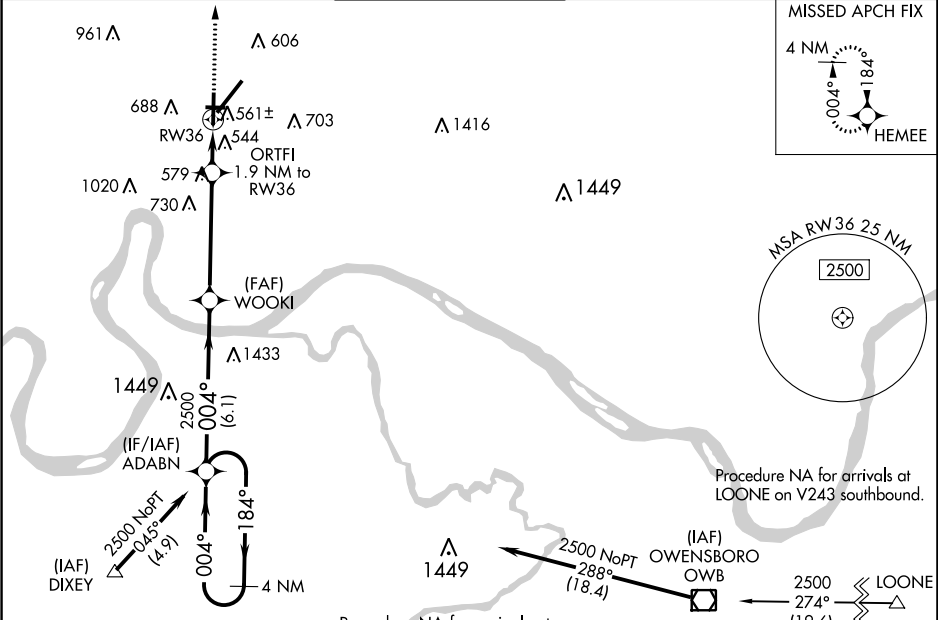 961
606
688
561±
703
1416
RW36
544
ORTFI
1.9 NM to
RW36
579
1020
730
1449
MISSED APCH FIX
4 NM
004°
184°
HEMEE
MSA RW36 25 NM
2500
(FAF)
WOOKI
1433
1449
2500
004°
(6.1)
(IF/IAF)
ADABN
2500 NoPT
045°
(4.9)
(IAF)
DIXEY
004°
184°
4 NM
1449
Procedure NA for arrivals at
LOONE on V243 southbound.
(IAF)
OWENSBORO
OWB
2500 NoPT
288°
(18.4)
2500
274°
LOONE